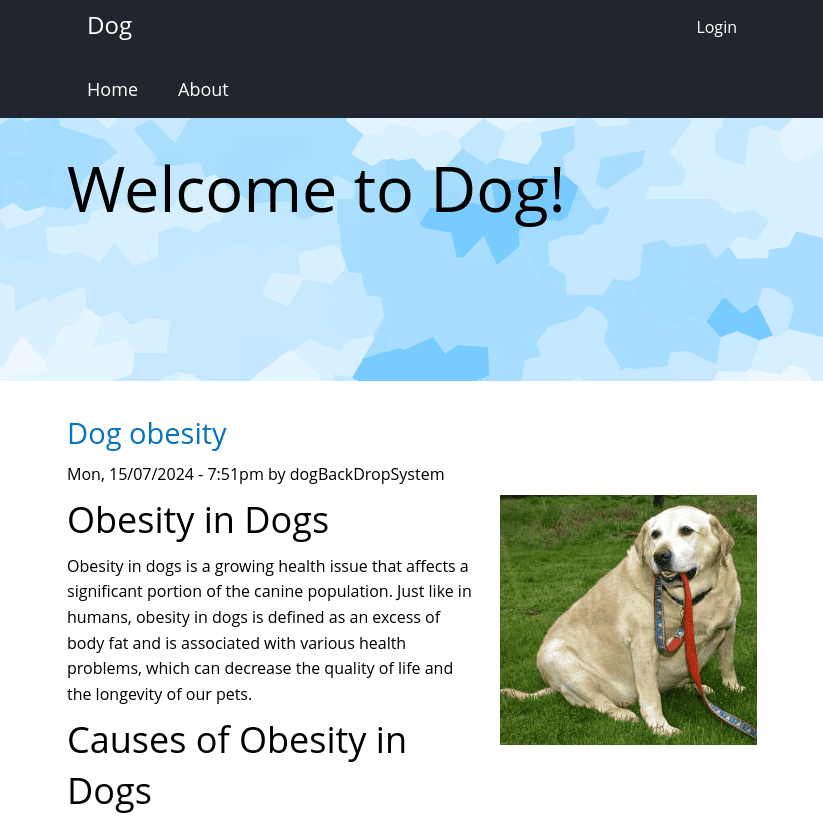 Dog
Login
Home
About
Welcome to Dog!
Dog obesity
Mon, 15/07/2024 - 7:51pm by dogBackDropSystem
Obesity in Dogs
Obesity in dogs is a growing health issue that affects a
significant portion of the canine population. Just like in
humans, obesity in dogs is defined as an excess of
body fat and is associated with various health
problems, which can decrease the quality of life and
the longevity of our pets.
Causes of Obesity in
Dogs